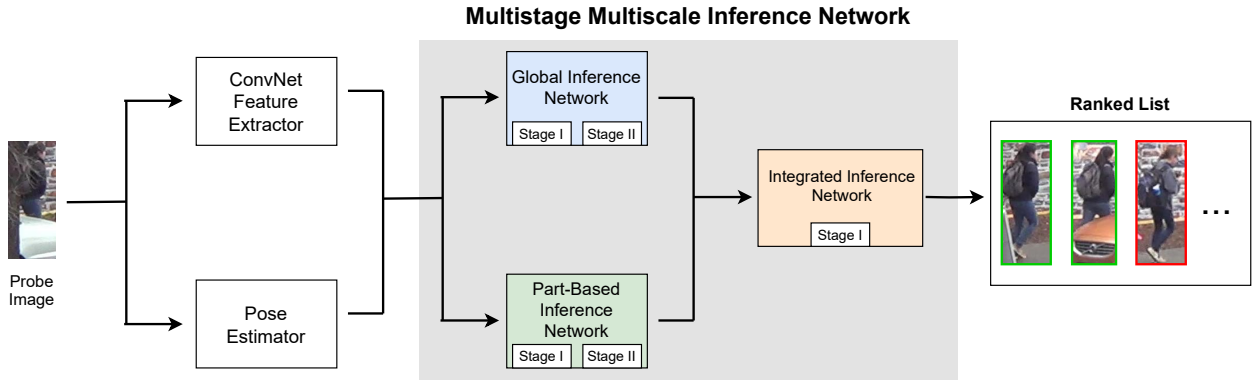 Multistage Multiscale Inference Network
ConvNet
Feature
Extractor
Global Inference
Network
Stage I
Stage II
Ranked List
Integrated Inference
Network
Stage I
...
Probe
Image
Pose
Estimator
Part-Based
Inference
Network
Stage I
Stage II